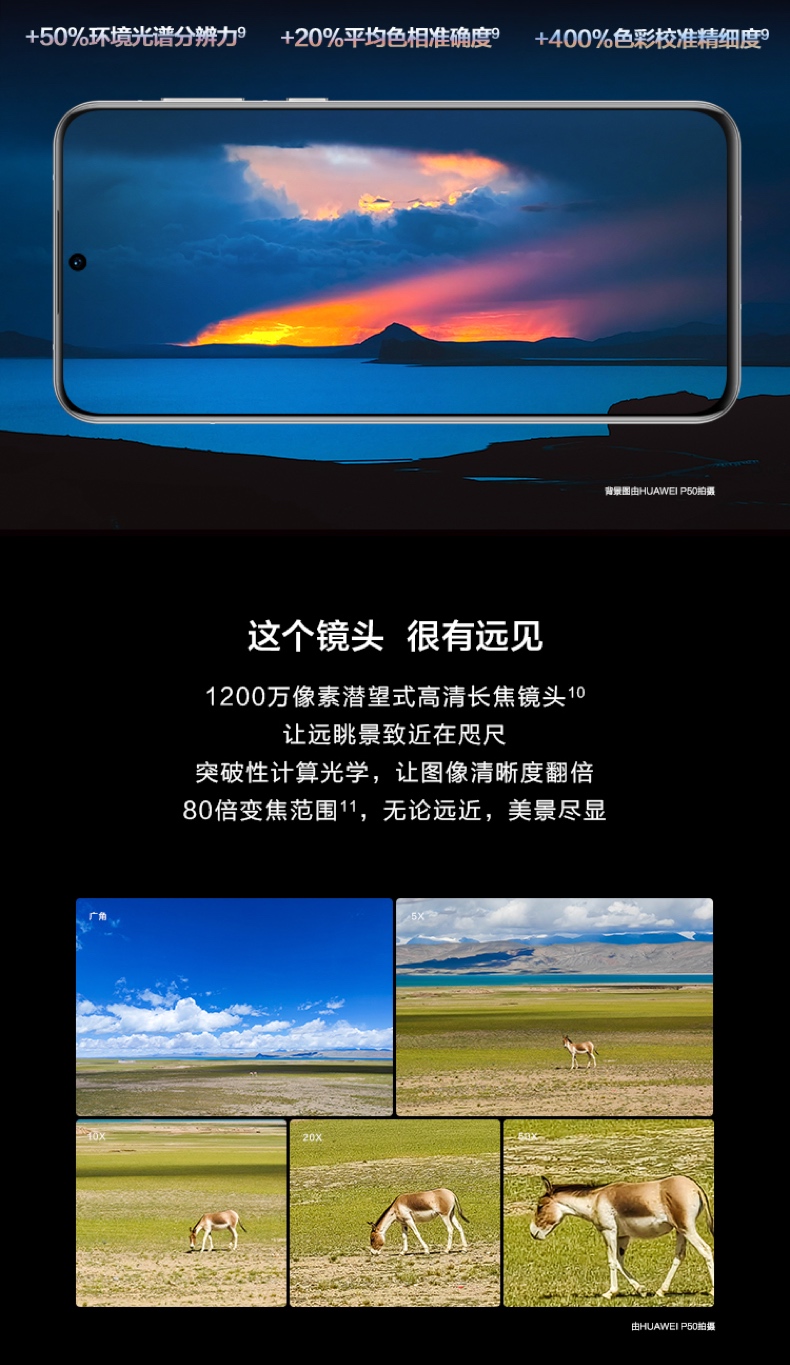 +50%环境光谱分辨力⁹ +20%平均色相准确度⁹ +400%色彩校准精细度⁹
背景图由HUAWEI P50拍摄
这个镜头 很有远见
1200万像素潜望式高清长焦镜头¹⁰
让远眺景致近在咫尺
突破性计算光学，让图像清晰度翻倍
80倍变焦范围¹¹，无论远近，美景尽显
广角 5X
10X 20X 50X
由HUAWEI P50拍摄